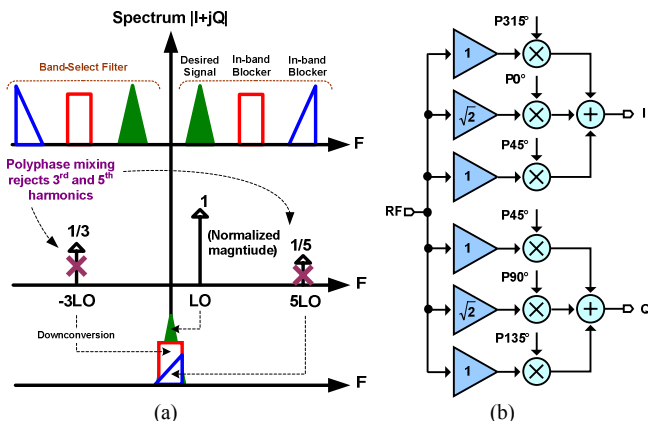 Spectrum |I+jQ|
Band-Select Filter
Desired
Signal
In-band
Blocker
In-band
Blocker
F
Polyphase mixing
rejects 3rd and 5th
harmonics
1/3
1
(Normalized
magntiude)
1/5
F
-3LO
LO
5LO
Downconversion
F
(a)
P315°
1
P0°
√2
I
P45°
1
RF
P45°
1
P90°
√2
Q
P135°
1
(b)